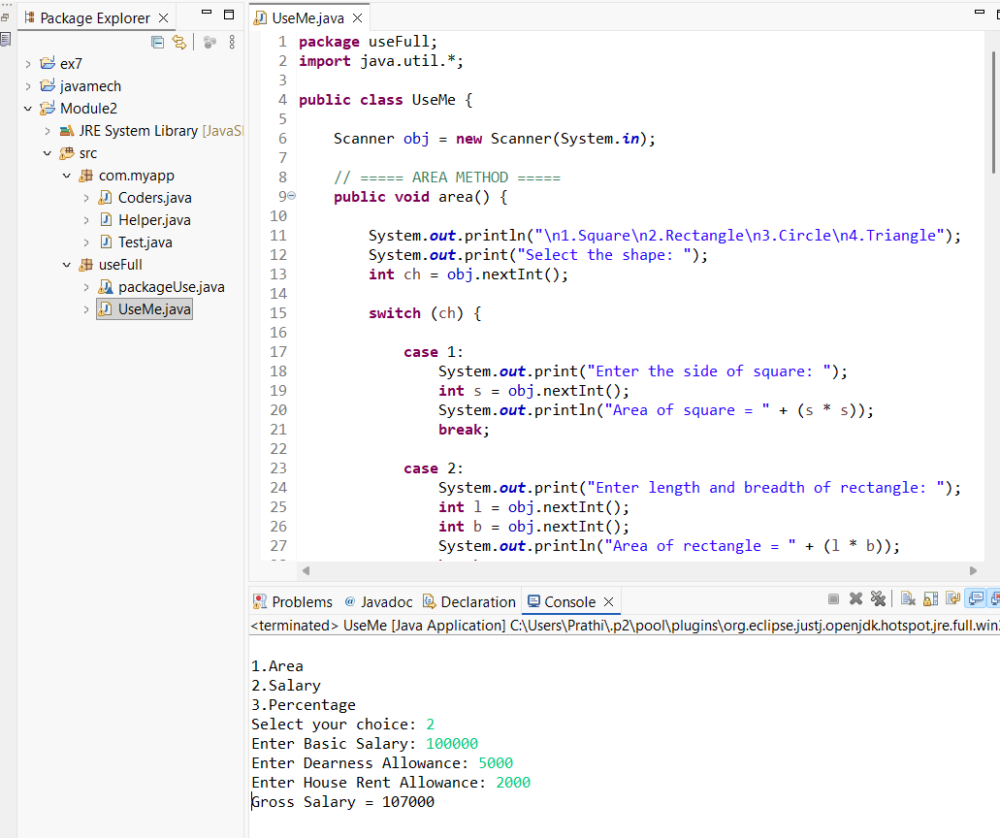 Package Explorer
ex7
javamech
Module2
JRE System Library [JavaS
src
com.myapp
Coders.java
Helper.java
Test.java
useFull
packageUse.java
UseMe.java
UseMe.java
1 package useFull;
2 import java.util.*;
3
4 public class UseMe {
5
6 Scanner obj = new Scanner(System.in);
7
8 // ===== AREA METHOD =====
9 public void area() {
10
11 System.out.println("\n1.Square\n2.Rectangle\n3.Circle\n4.Triangle");
12 System.out.print("Select the shape: ");
13 int ch = obj.nextInt();
14
15 switch (ch) {
16
17 case 1:
18 System.out.print("Enter the side of square: ");
19 int s = obj.nextInt();
20 System.out.println("Area of square = " + (s * s));
21 break;
22
23 case 2:
24 System.out.print("Enter length and breadth of rectangle: ");
25 int l = obj.nextInt();
26 int b = obj.nextInt();
27 System.out.println("Area of rectangle = " + (l * b));
Problems @ Javadoc Declaration Console
<terminated> UseMe [Java Application] C:\Users\Prathi\.p2\pool\plugins\org.eclipse.justj.openjdk.hotspot.jre.full.win
1.Area
2.Salary
3.Percentage
Select your choice: 2
Enter Basic Salary: 100000
Enter Dearness Allowance: 5000
Enter House Rent Allowance: 2000
Gross Salary = 107000